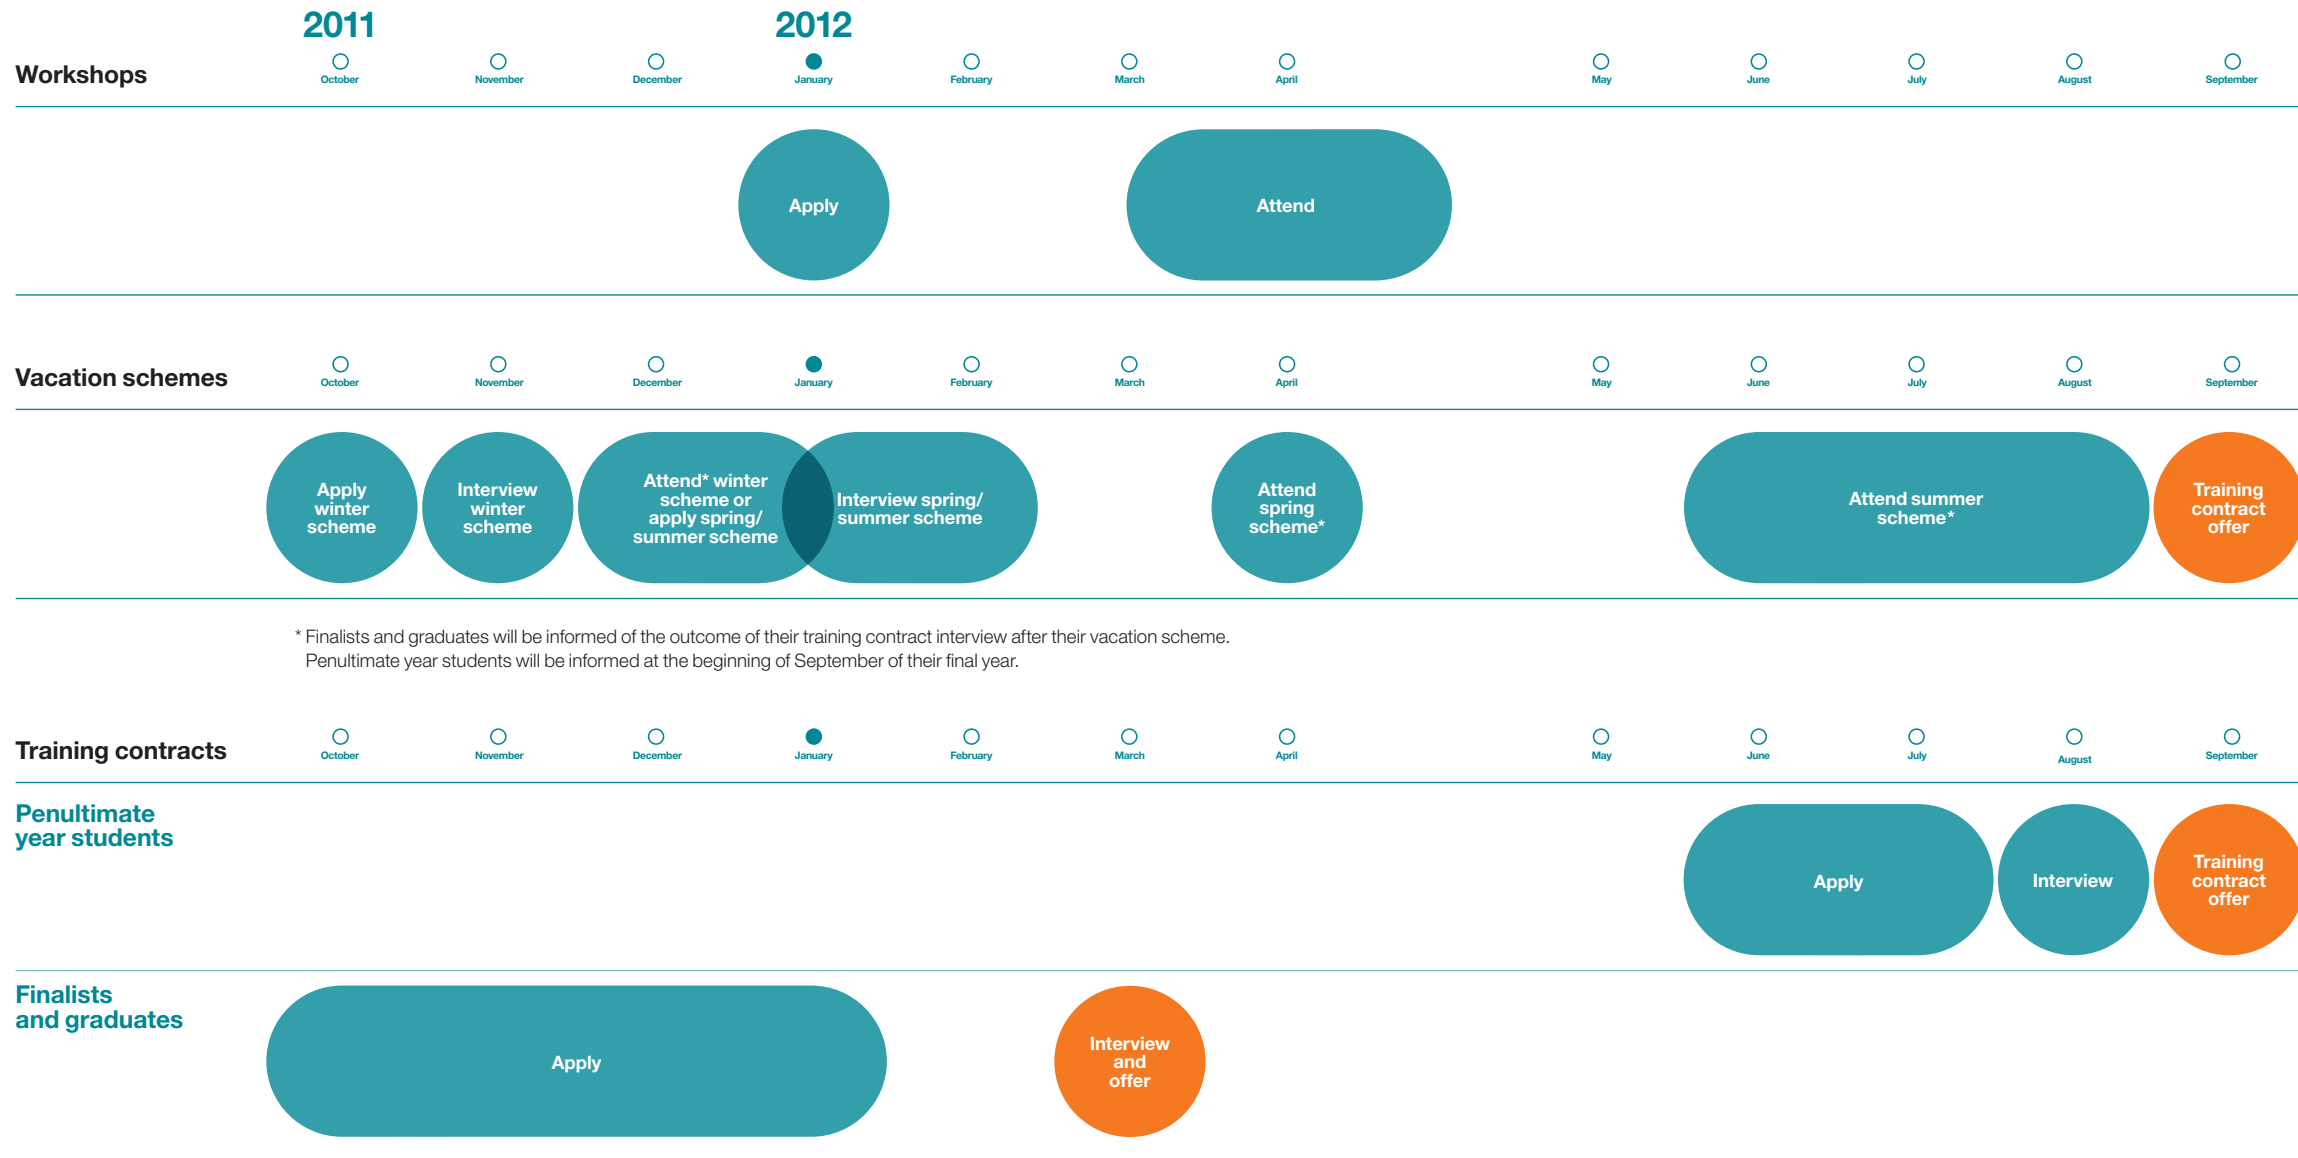 2011 2012
Workshops
October November December January February March April May June July August September
Apply
Attend
Vacation schemes
October November December January February March April May June July August September
Apply
winter
scheme
Interview
winter
scheme
Attend* winter
scheme or
apply spring/
summer scheme
Interview spring/
summer scheme
Attend
spring
scheme*
Attend summer
scheme*
Training
contract
offer
* Finalists and graduates will be informed of the outcome of their training contract interview after their vacation scheme.
Penultimate year students will be informed at the beginning of September of their final year.
Training contracts
October November December January February March April May June July August September
Penultimate
year students
Apply
Interview
Training
contract
offer
Finalists
and graduates
Apply
Interview
and
offer